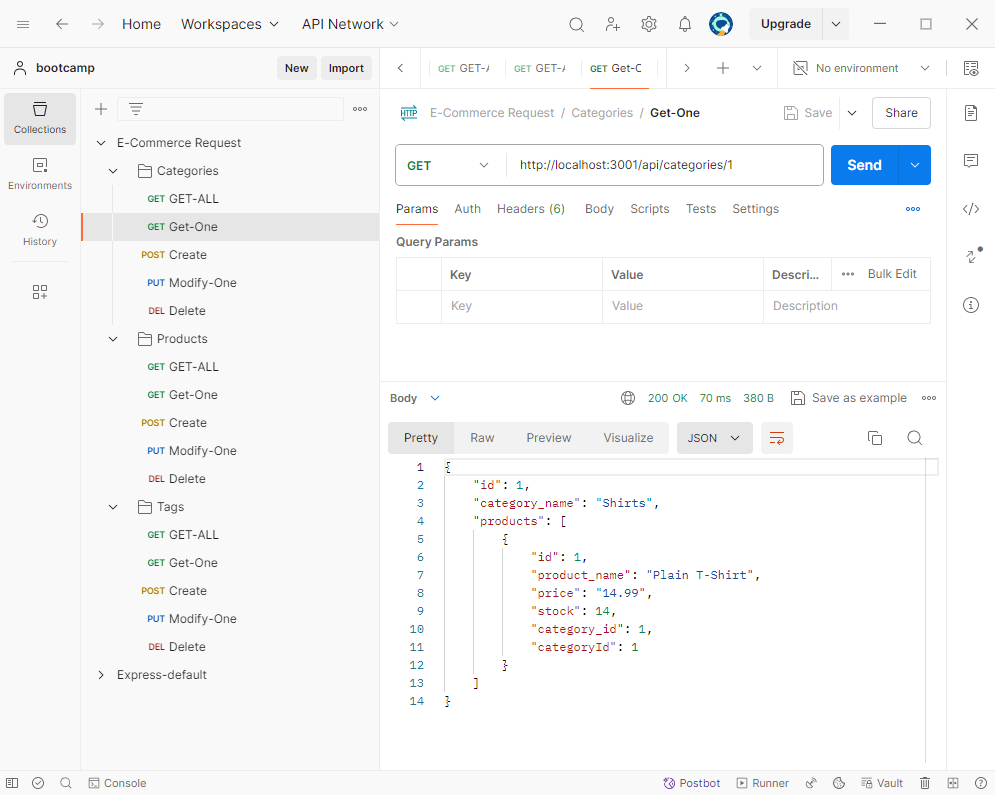 Home Workspaces API Network Upgrade
bootcamp New Import GET GET-A GET GET-A GET Get-O No environment
Collections
Environments
History
E-Commerce Request
Categories
GET GET-ALL
GET Get-One
POST Create
PUT Modify-One
DEL Delete
Products
GET GET-ALL
GET Get-One
POST Create
PUT Modify-One
DEL Delete
Tags
GET GET-ALL
GET Get-One
POST Create
PUT Modify-One
DEL Delete
Express-default
HTTP E-Commerce Request / Categories / Get-One Save Share
GET http://localhost:3001/api/categories/1 Send
Params Auth Headers (6) Body Scripts Tests Settings
Query Params
Key Value Descri... Bulk Edit
Key Value Description
Body 200 OK 70 ms 380 B Save as example
Pretty Raw Preview Visualize JSON
1 {
2 "id": 1,
3 "category_name": "Shirts",
4 "products": [
5 {
6 "id": 1,
7 "product_name": "Plain T-Shirt",
8 "price": "14.99",
9 "stock": 14,
10 "category_id": 1,
11 "categoryId": 1
12 }
13 ]
14 }
Console Postbot Runner Vault